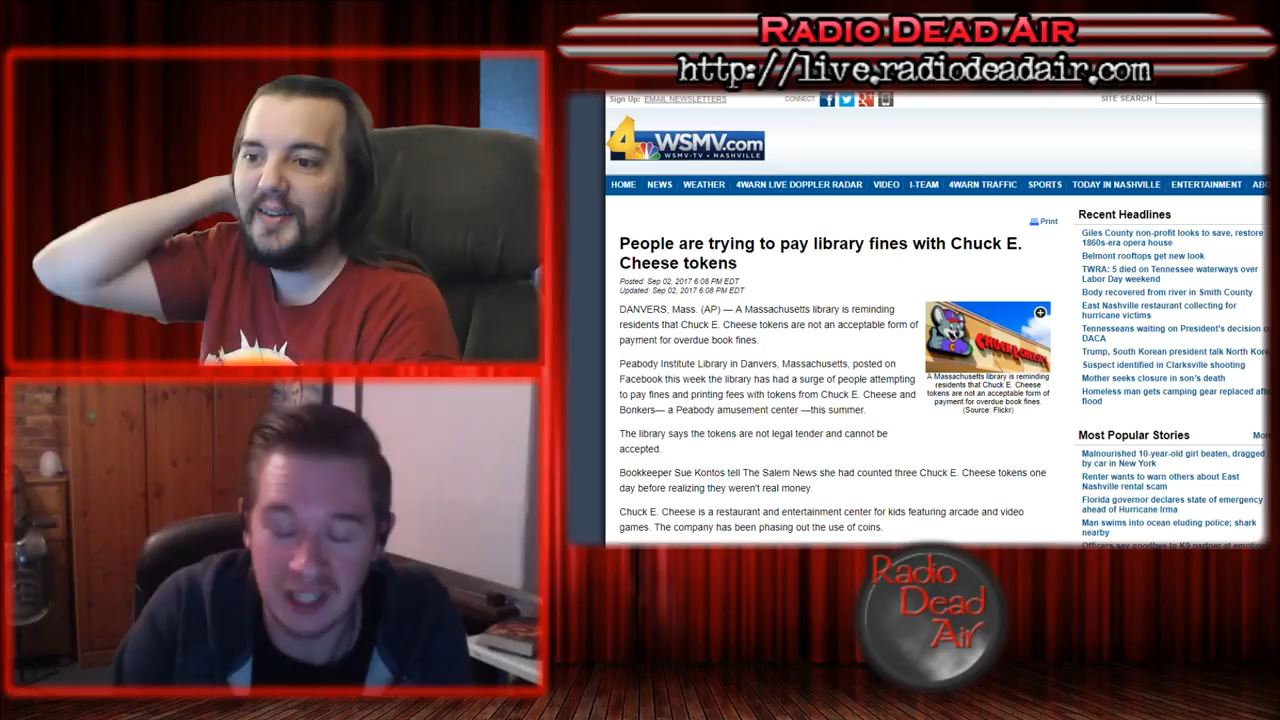 RADIO DEAD AIR
http://live.radiodeadair.com
Sign Up: EMAIL NEWSLETTERS
CONNECT:
SITE SEARCH
4 WSMV.com
WSMV-TV • NASHVILLE
HOME NEWS WEATHER 4WARN LIVE DOPPLER RADAR VIDEO I-TEAM 4WARN TRAFFIC SPORTS TODAY IN NASHVILLE ENTERTAINMENT ABO
Print
People are trying to pay library fines with Chuck E.
Cheese tokens
Posted: Sep 02, 2017 6:08 PM EDT
Updated: Sep 02, 2017 6:08 PM EDT
DANVERS, Mass. (AP) — A Massachusetts library is reminding
residents that Chuck E. Cheese tokens are not an acceptable form of
payment for overdue book fines.
Peabody Institute Library in Danvers, Massachusetts, posted on
Facebook this week the library has had a surge of people attempting
to pay fines and printing fees with tokens from Chuck E. Cheese and
Bonkers— a Peabody amusement center —this summer.
The library says the tokens are not legal tender and cannot be
accepted.
Bookkeeper Sue Kontos tell The Salem News she had counted three Chuck E. Cheese tokens one
day before realizing they weren't real money.
Chuck E. Cheese is a restaurant and entertainment center for kids featuring arcade and video
games. The company has been phasing out the use of coins.
CHUCK E. CHEESE'S
A Massachusetts library is reminding
residents that Chuck E. Cheese
tokens are not an acceptable form of
payment for overdue book fines.
(Source: Flickr)
Recent Headlines
Giles County non-profit looks to save, restore
1860s-era opera house
Belmont rooftops get new look
TWRA: 5 died on Tennessee waterways over
Labor Day weekend
Body recovered from river in Smith County
East Nashville restaurant collecting for
hurricane victims
Tennesseans waiting on President's decision o
DACA
Trump, South Korean president talk North Kore
Suspect identified in Clarksville shooting
Mother seeks closure in son's death
Homeless man gets camping gear replaced afte
flood
Most Popular Stories
More
Malnourished 10-year-old girl beaten, dragged
by car in New York
Renter wants to warn others about East
Nashville rental scam
Florida governor declares state of emergency
ahead of Hurricane Irma
Man swims into ocean eluding police; shark
nearby
Officers say goodbye to K9 partner at emotion
Radio
Dead
Air